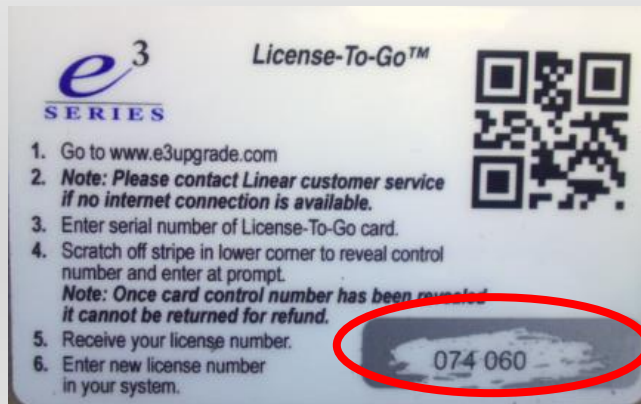 e3
SERIES
License-To-Go™
1. Go to www.e3upgrade.com
2. Note: Please contact Linear customer service
if no internet connection is available.
3. Enter serial number of License-To-Go card.
4. Scratch off stripe in lower corner to reveal control
number and enter at prompt.
Note: Once card control number has been revealed
it cannot be returned for refund.
5. Receive your license number.
6. Enter new license number
in your system.
074 060